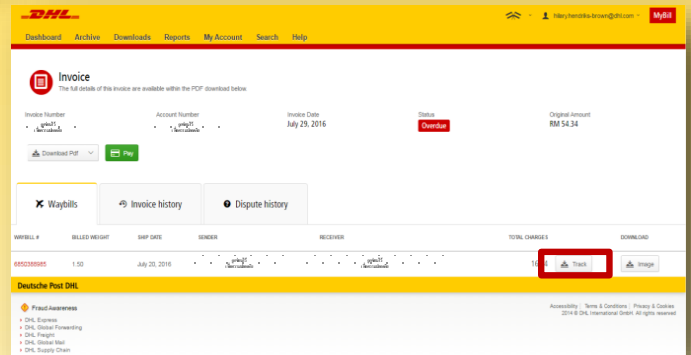 DHL
hilary.hendriks-brown@dhl.com
MyBill
Dashboard Archive Downloads Reports My Account Search Help
Invoice
The full details of this invoice are available within the PDF download below.
Invoice Number Account Number Invoice Date Status Original Amount
July 29, 2016 Overdue RM 54.34
Download Pdf Pay
Waybills Invoice history Dispute history
WAYBILL # BILLED WEIGHT SHIP DATE SENDER RECEIVER TOTAL CHARGES DOWNLOAD
1.50 July 20, 2016 Track Image
Deutsche Post DHL
Fraud Awareness
DHL Express
DHL Global Forwarding
DHL Freight
DHL Global Mail
DHL Supply Chain
Accessibility | Terms & Conditions | Privacy & Cookies
2014 © DHL International GmbH. All rights reserved